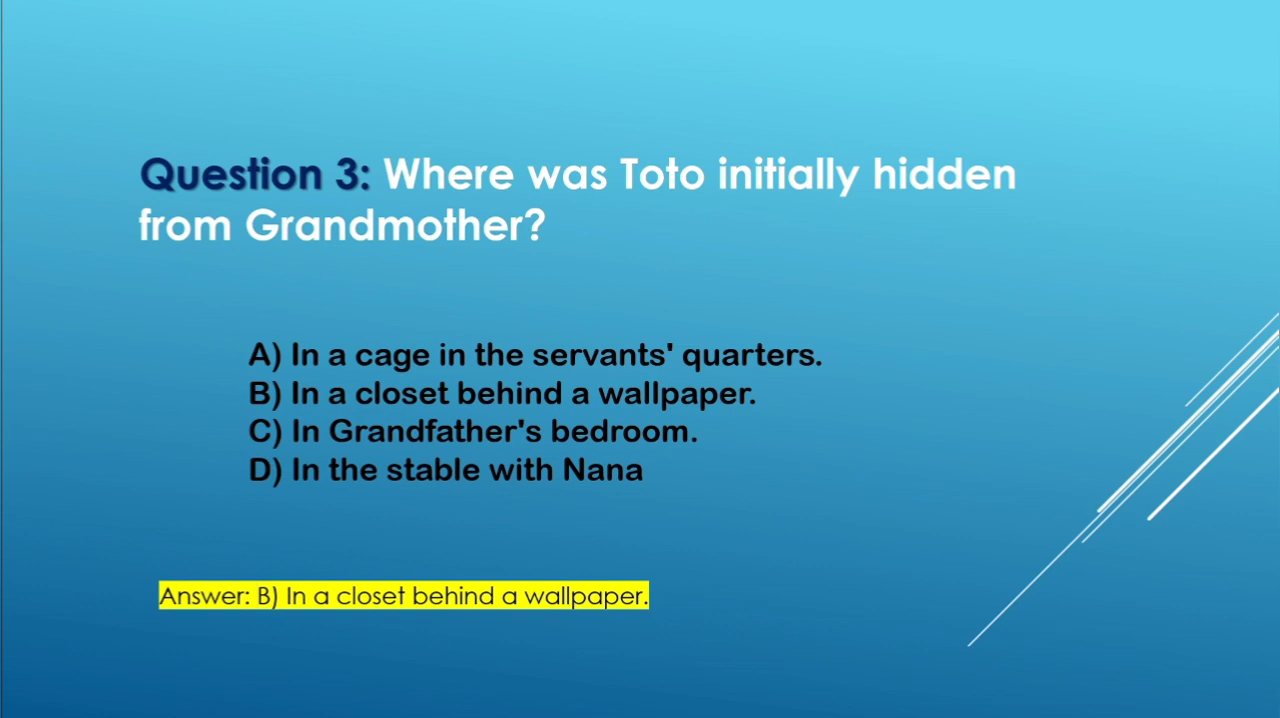 Question 3: Where was Toto initially hidden
from Grandmother?
A) In a cage in the servants' quarters.
B) In a closet behind a wallpaper.
C) In Grandfather's bedroom.
D) In the stable with Nana
Answer: B) In a closet behind a wallpaper.